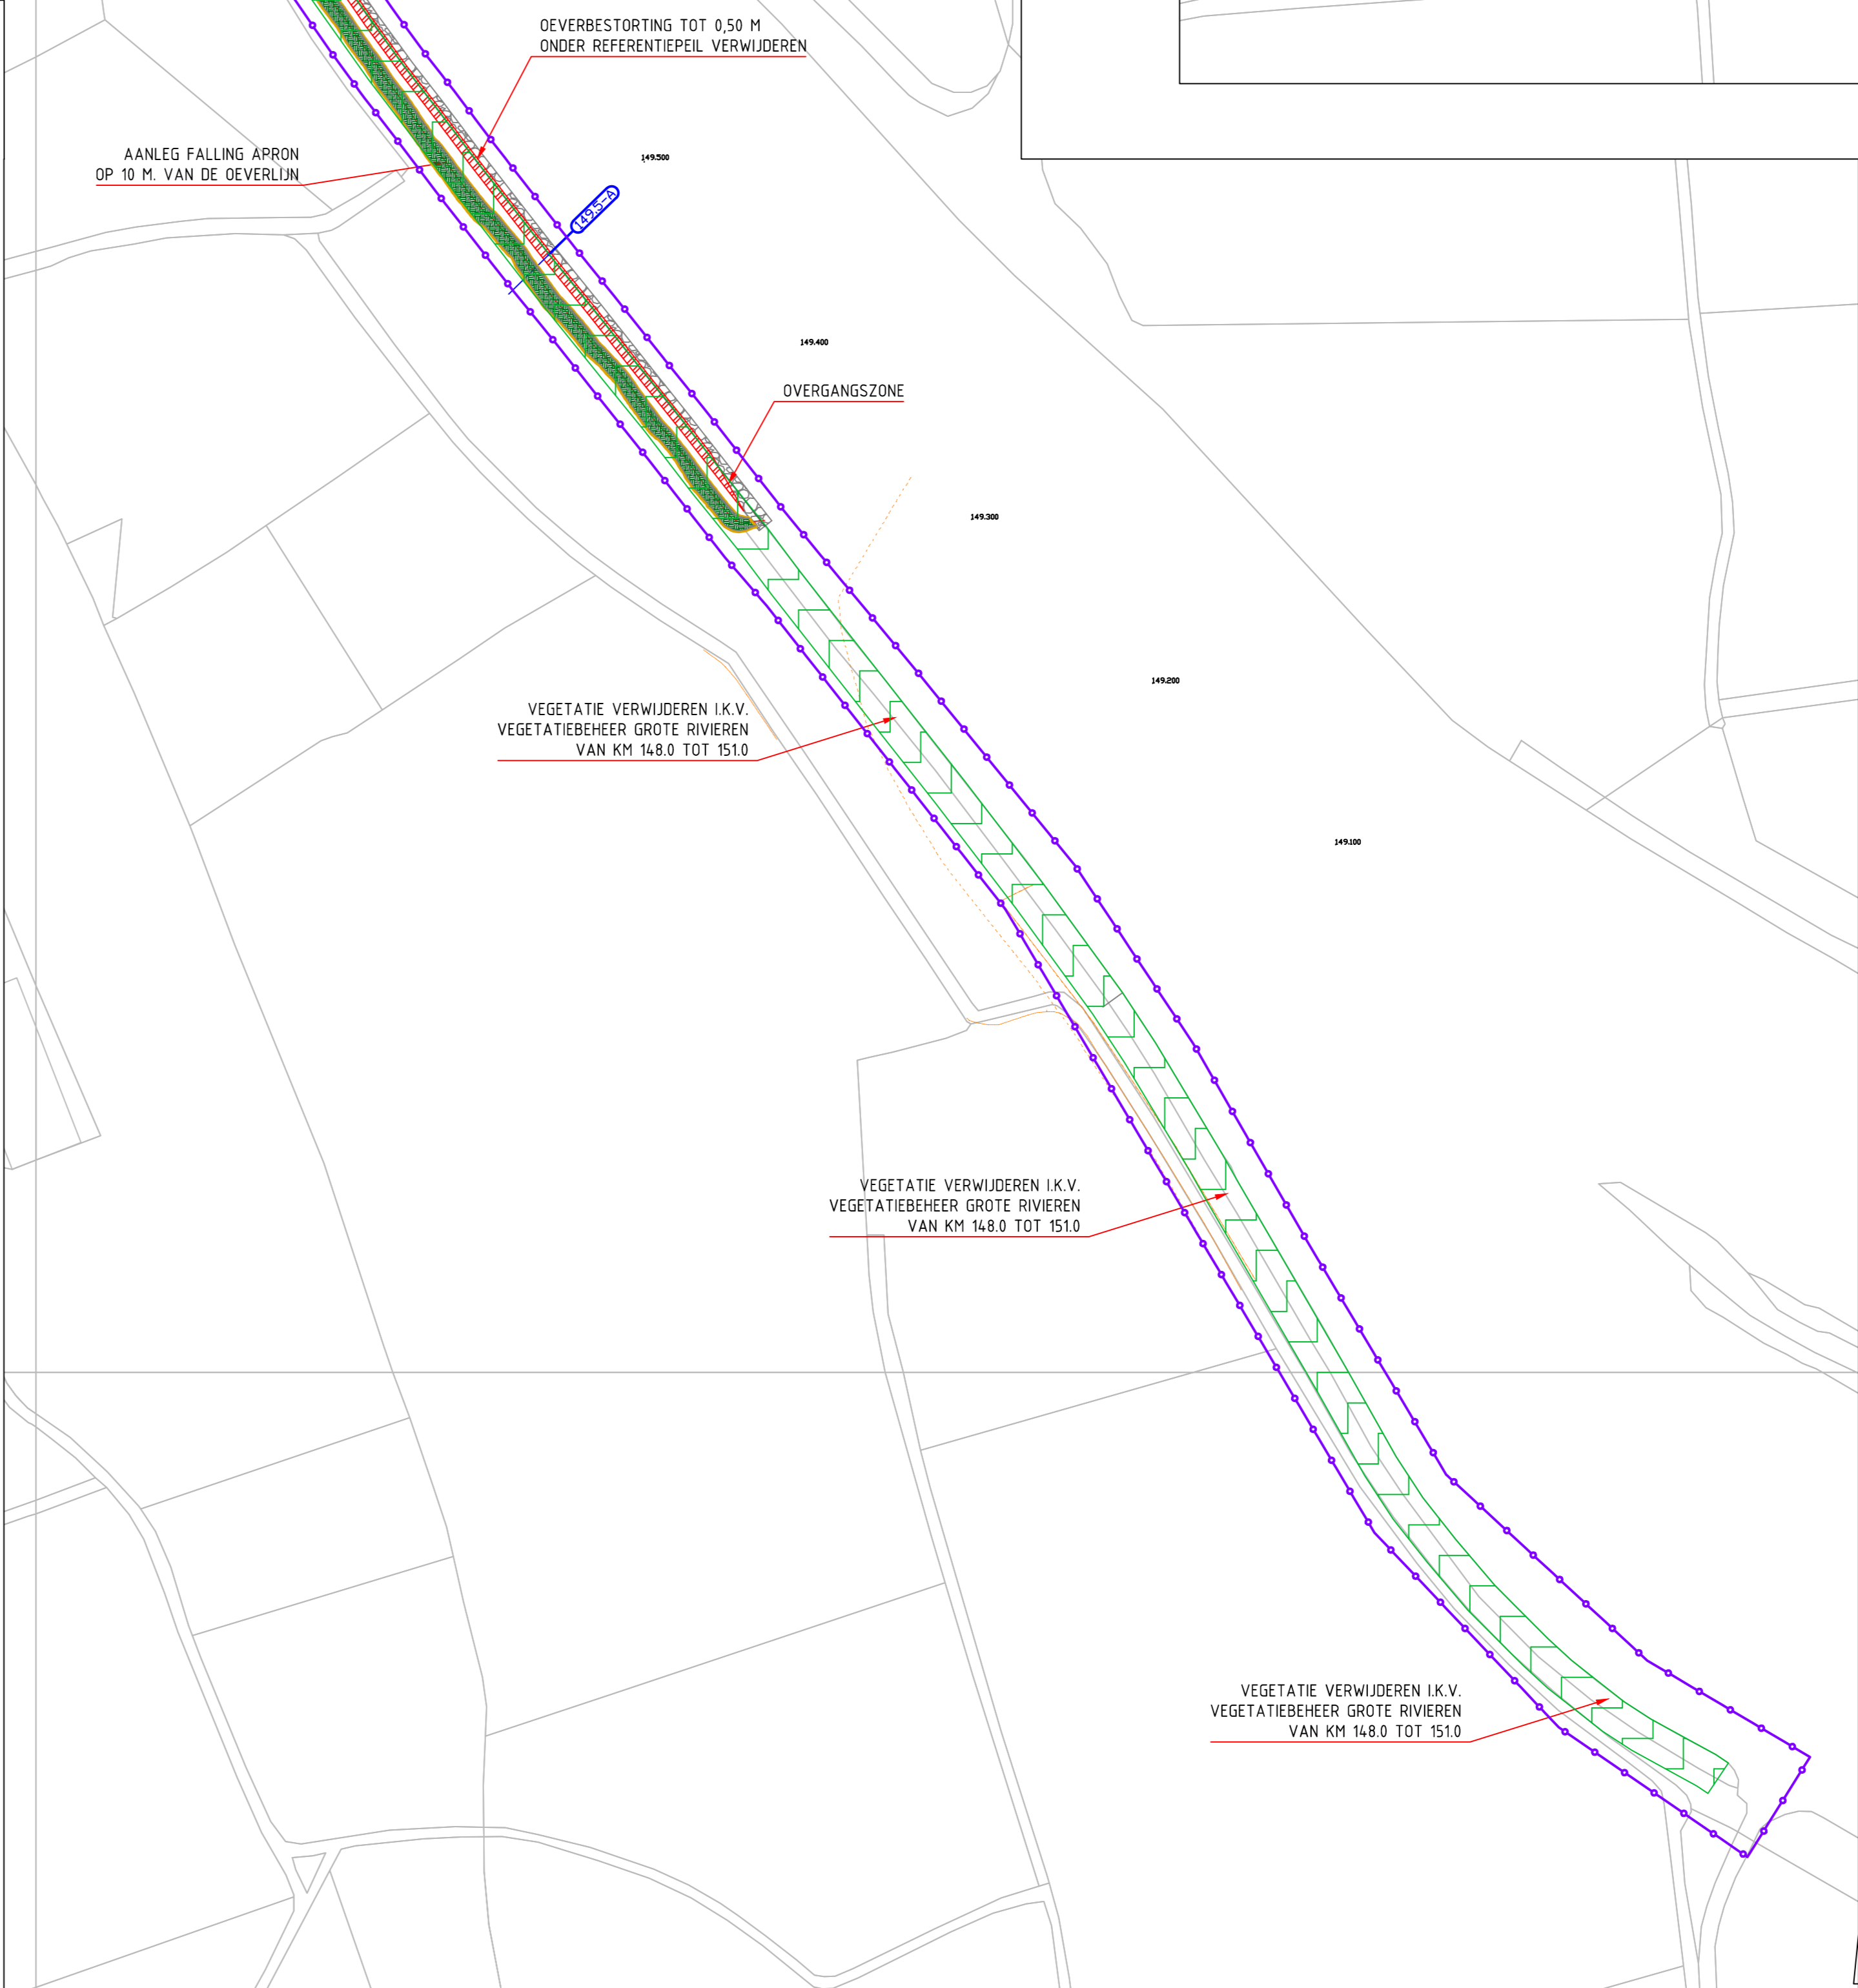 OEVERBESTORTING TOT 0,50 M
ONDER REFERENTIEPEIL VERWIJDEREN
AANLEG FALLING APRON
OP 10 M. VAN DE OEVERLIJN
149.500
149.5-A
149.400
OVERGANGSZONE
149.300
149.200
VEGETATIE VERWIJDEREN I.K.V.
VEGETATIEBEHEER GROTE RIVIEREN
VAN KM 148.0 TOT 151.0
149.100
VEGETATIE VERWIJDEREN I.K.V.
VEGETATIEBEHEER GROTE RIVIEREN
VAN KM 148.0 TOT 151.0
VEGETATIE VERWIJDEREN I.K.V.
VEGETATIEBEHEER GROTE RIVIEREN
VAN KM 148.0 TOT 151.0